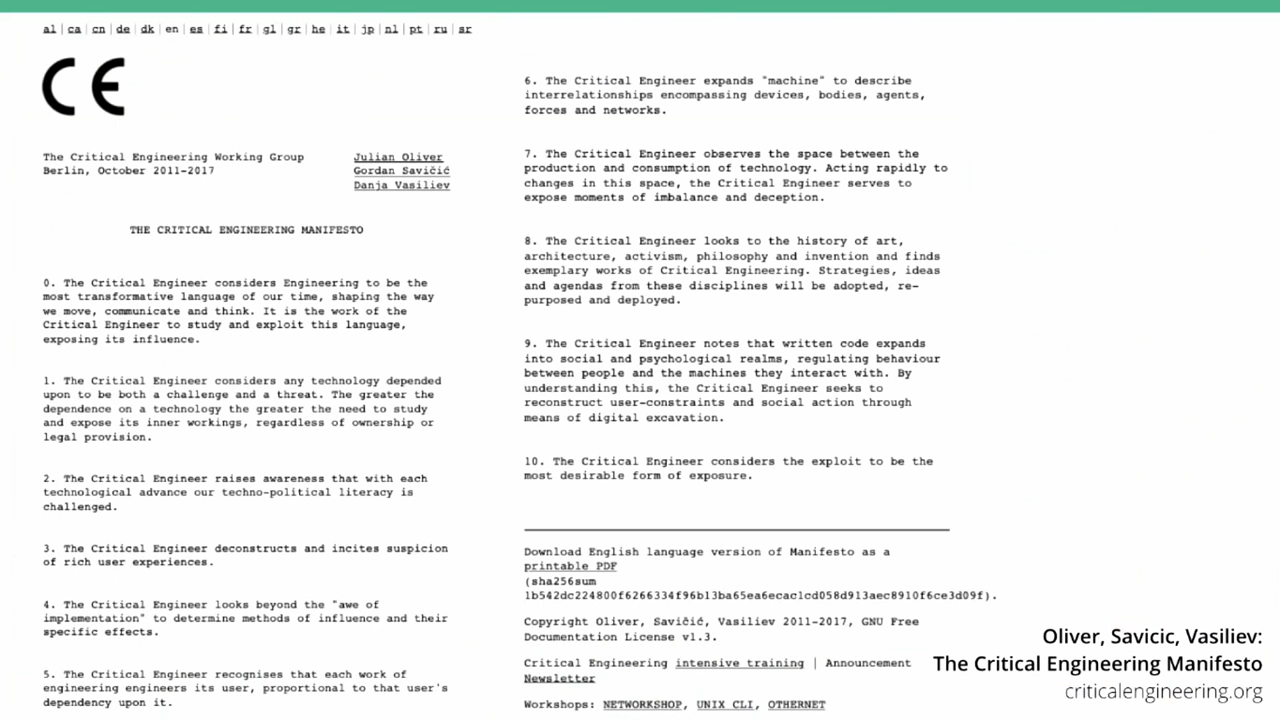 al | ca | cn | de | dk | en | es | fi | fr | gl | gr | he | it | jp | nl | pt | ru | sr
CE
The Critical Engineering Working Group
Berlin, October 2011-2017
Julian Oliver
Gordan Savičić
Danja Vasiliev
THE CRITICAL ENGINEERING MANIFESTO
0. The Critical Engineer considers Engineering to be the
most transformative language of our time, shaping the way
we move, communicate and think. It is the work of the
Critical Engineer to study and exploit this language,
exposing its influence.
1. The Critical Engineer considers any technology depended
upon to be both a challenge and a threat. The greater the
dependence on a technology the greater the need to study
and expose its inner workings, regardless of ownership or
legal provision.
2. The Critical Engineer raises awareness that with each
technological advance our techno-political literacy is
challenged.
3. The Critical Engineer deconstructs and incites suspicion
of rich user experiences.
4. The Critical Engineer looks beyond the "awe of
implementation" to determine methods of influence and their
specific effects.
5. The Critical Engineer recognises that each work of
engineering engineers its user, proportional to that user's
dependency upon it.
6. The Critical Engineer expands "machine" to describe
interrelationships encompassing devices, bodies, agents,
forces and networks.
7. The Critical Engineer observes the space between the
production and consumption of technology. Acting rapidly to
changes in this space, the Critical Engineer serves to
expose moments of imbalance and deception.
8. The Critical Engineer looks to the history of art,
architecture, activism, philosophy and invention and finds
exemplary works of Critical Engineering. Strategies, ideas
and agendas from these disciplines will be adopted, re-
purposed and deployed.
9. The Critical Engineer notes that written code expands
into social and psychological realms, regulating behaviour
between people and the machines they interact with. By
understanding this, the Critical Engineer seeks to
reconstruct user-constraints and social action through
means of digital excavation.
10. The Critical Engineer considers the exploit to be the
most desirable form of exposure.
Download English language version of Manifesto as a
printable PDF
(sha256sum
1b542dc224800f6266334f96b13ba65ea6ecac1cd058d913aec8910f6ce3d09f).
Copyright Oliver, Savičić, Vasiliev 2011-2017, GNU Free
Documentation License v1.3.
Critical Engineering intensive training | Announcement
Newsletter
Workshops: NETWORKSHOP, UNIX CLI, OTHERNET
Oliver, Savicic, Vasiliev:
The Critical Engineering Manifesto
criticalengineering.org